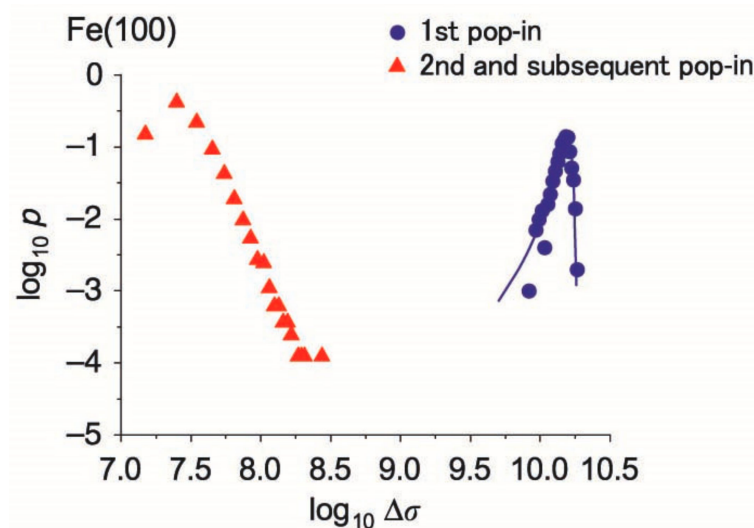 Fe(100)
1st pop-in
2nd and subsequent pop-in
0
−1
−2
−3
−4
−5
log₁₀ p
7.0 7.5 8.0 8.5 9.0 9.5 10.0 10.5
log₁₀ Δσ